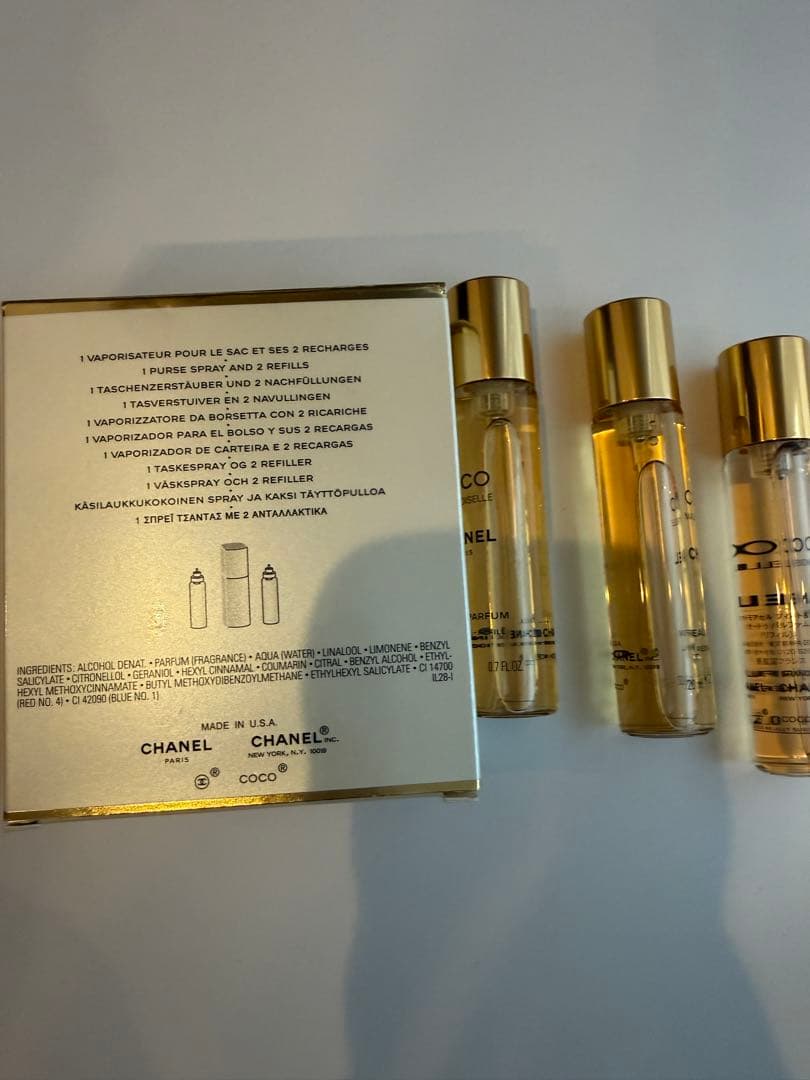 1 VAPORISATEUR POUR LE SAC ET SES 2 RECHARGES
1 PURSE SPRAY AND 2 REFILLS
1 TASCHENZERSTÄUBER UND 2 NACHFÜLLUNGEN
1 TASVERSTUIVER EN 2 NAVULLINGEN
1 VAPORIZZATORE DA BORSETTA CON 2 RICARICHE
1 VAPORIZADOR PARA EL BOLSO Y SUS 2 RECARGAS
1 VAPORIZADOR DE CARTEIRA E 2 RECARGAS
1 TASKESPRAY OG 2 REFILLER
1 VÄSKSPRAY OCH 2 REFILLER
KÄSILAUKKUKOKOINEN SPRAY JA KAKSI TÄYTTÖPULLOA
1 ΣΠΡΕΪ ΤΣΑΝΤΑΣ ΜΕ 2 ΑΝΤΑΛΛΑΚΤΙΚΑ
INGREDIENTS: ALCOHOL DENAT. • PARFUM (FRAGRANCE) • AQUA (WATER) • LINALOOL • LIMONENE • BENZYL
SALICYLATE • CITRONELLOL • GERANIOL • HEXYL CINNAMAL • COUMARIN • CITRAL • BENZYL ALCOHOL • ETHYL-
HEXYL METHOXYCINNAMATE • BUTYL METHOXYDIBENZOYLMETHANE • ETHYLHEXYL SALICYLATE • CI 14700
(RED NO. 4) • CI 42090 (BLUE NO. 1) IL28-I
MADE IN U.S.A.
CHANEL CHANEL® INC.
PARIS NEW YORK, N.Y. 10019
® COCO®
CO
ISELLE
NEL
PARFUM
0.7 FL.OZ